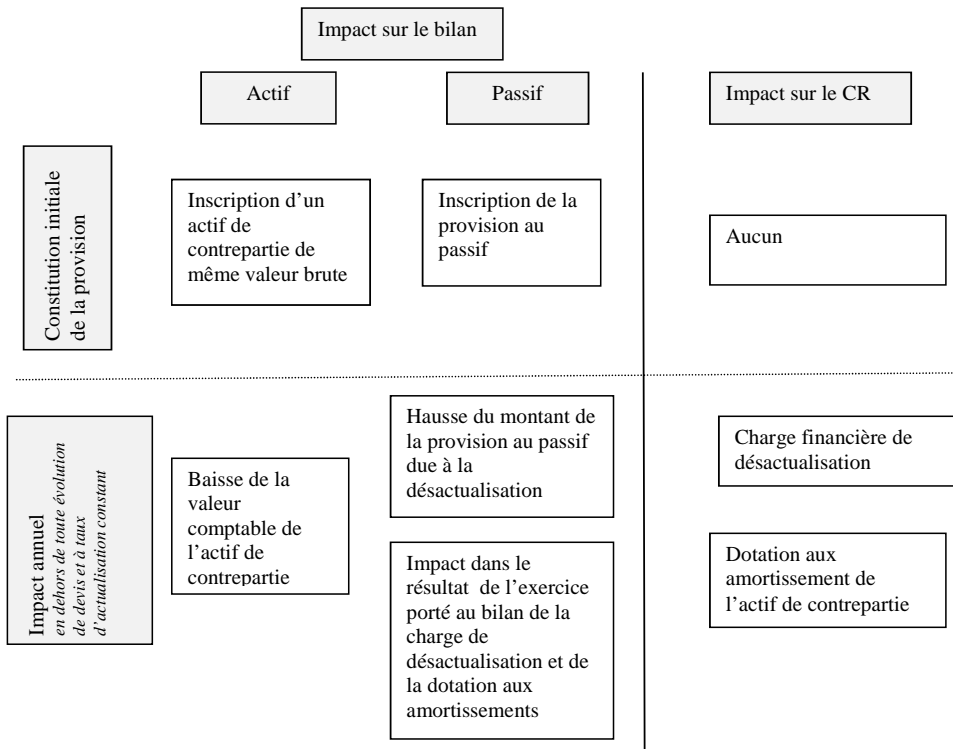 Impact sur le bilan
Actif
Passif
Impact sur le CR
Constitution initiale
de la provision
Inscription d’un
actif de
contrepartie de
même valeur brute
Inscription de la
provision au
passif
Aucun
Impact annuel
en dehors de toute évolution
de devis et à taux
d’actualisation constant
Baisse de la
valeur
comptable de
l’actif de
contrepartie
Hausse du montant de
la provision au passif
due à la
désactualisation
Impact dans le
résultat de l’exercice
porté au bilan de la
charge de
désactualisation et de
la dotation aux
amortissements
Charge financière de
désactualisation
Dotation aux
amortissement de
l’actif de contrepartie